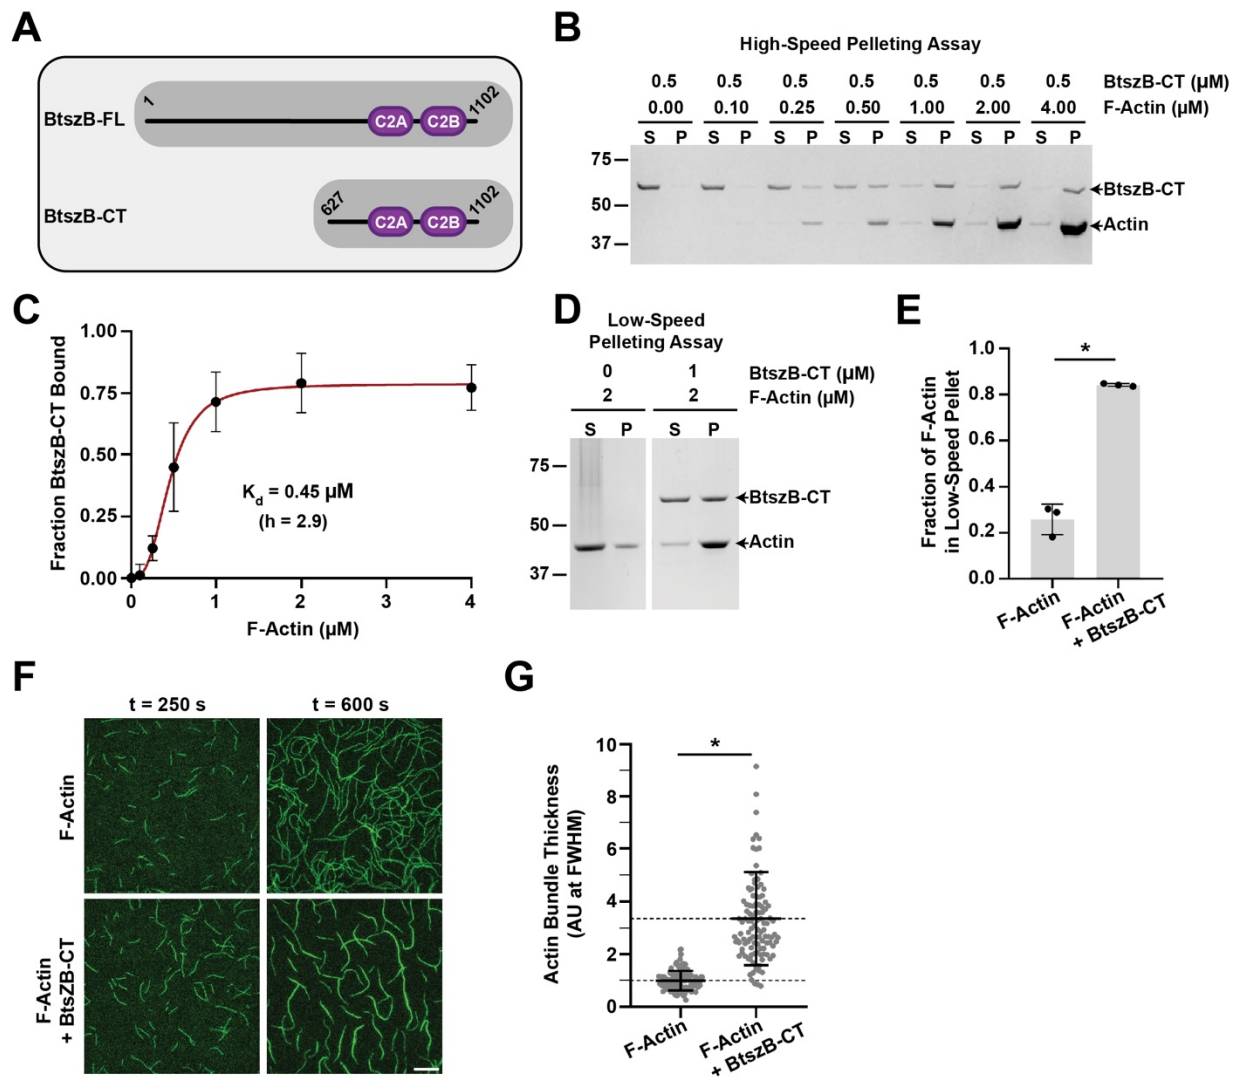 A
BtszB-FL
1
C2A
C2B
1102
BtszB-CT
627
C2A
C2B
1102
B
High-Speed Pelleting Assay
0.5 0.5 0.5 0.5 0.5 0.5 0.5 BtszB-CT (µM)
0.00 0.10 0.25 0.50 1.00 2.00 4.00 F-Actin (µM)
S P S P S P S P S P S P S P
75
BtszB-CT
50
Actin
37
C
Fraction BtszB-CT Bound
1.00
0.75
0.50
0.25
0.00
Kd = 0.45 µM
(h = 2.9)
0 1 2 3 4
F-Actin (µM)
D
Low-Speed
Pelleting Assay
0 1 BtszB-CT (µM)
2 2 F-Actin (µM)
S P S P
75
BtszB-CT
50
Actin
37
E
Fraction of F-Actin
in Low-Speed Pellet
1.0
0.8
0.6
0.4
0.2
0.0
*
F-Actin
F-Actin
+ BtszB-CT
F
t = 250 s t = 600 s
F-Actin
F-Actin
+ BtsZB-CT
G
Actin Bundle Thickness
(AU at FWHM)
10
8
6
4
2
0
*
F-Actin
F-Actin
+ BtszB-CT